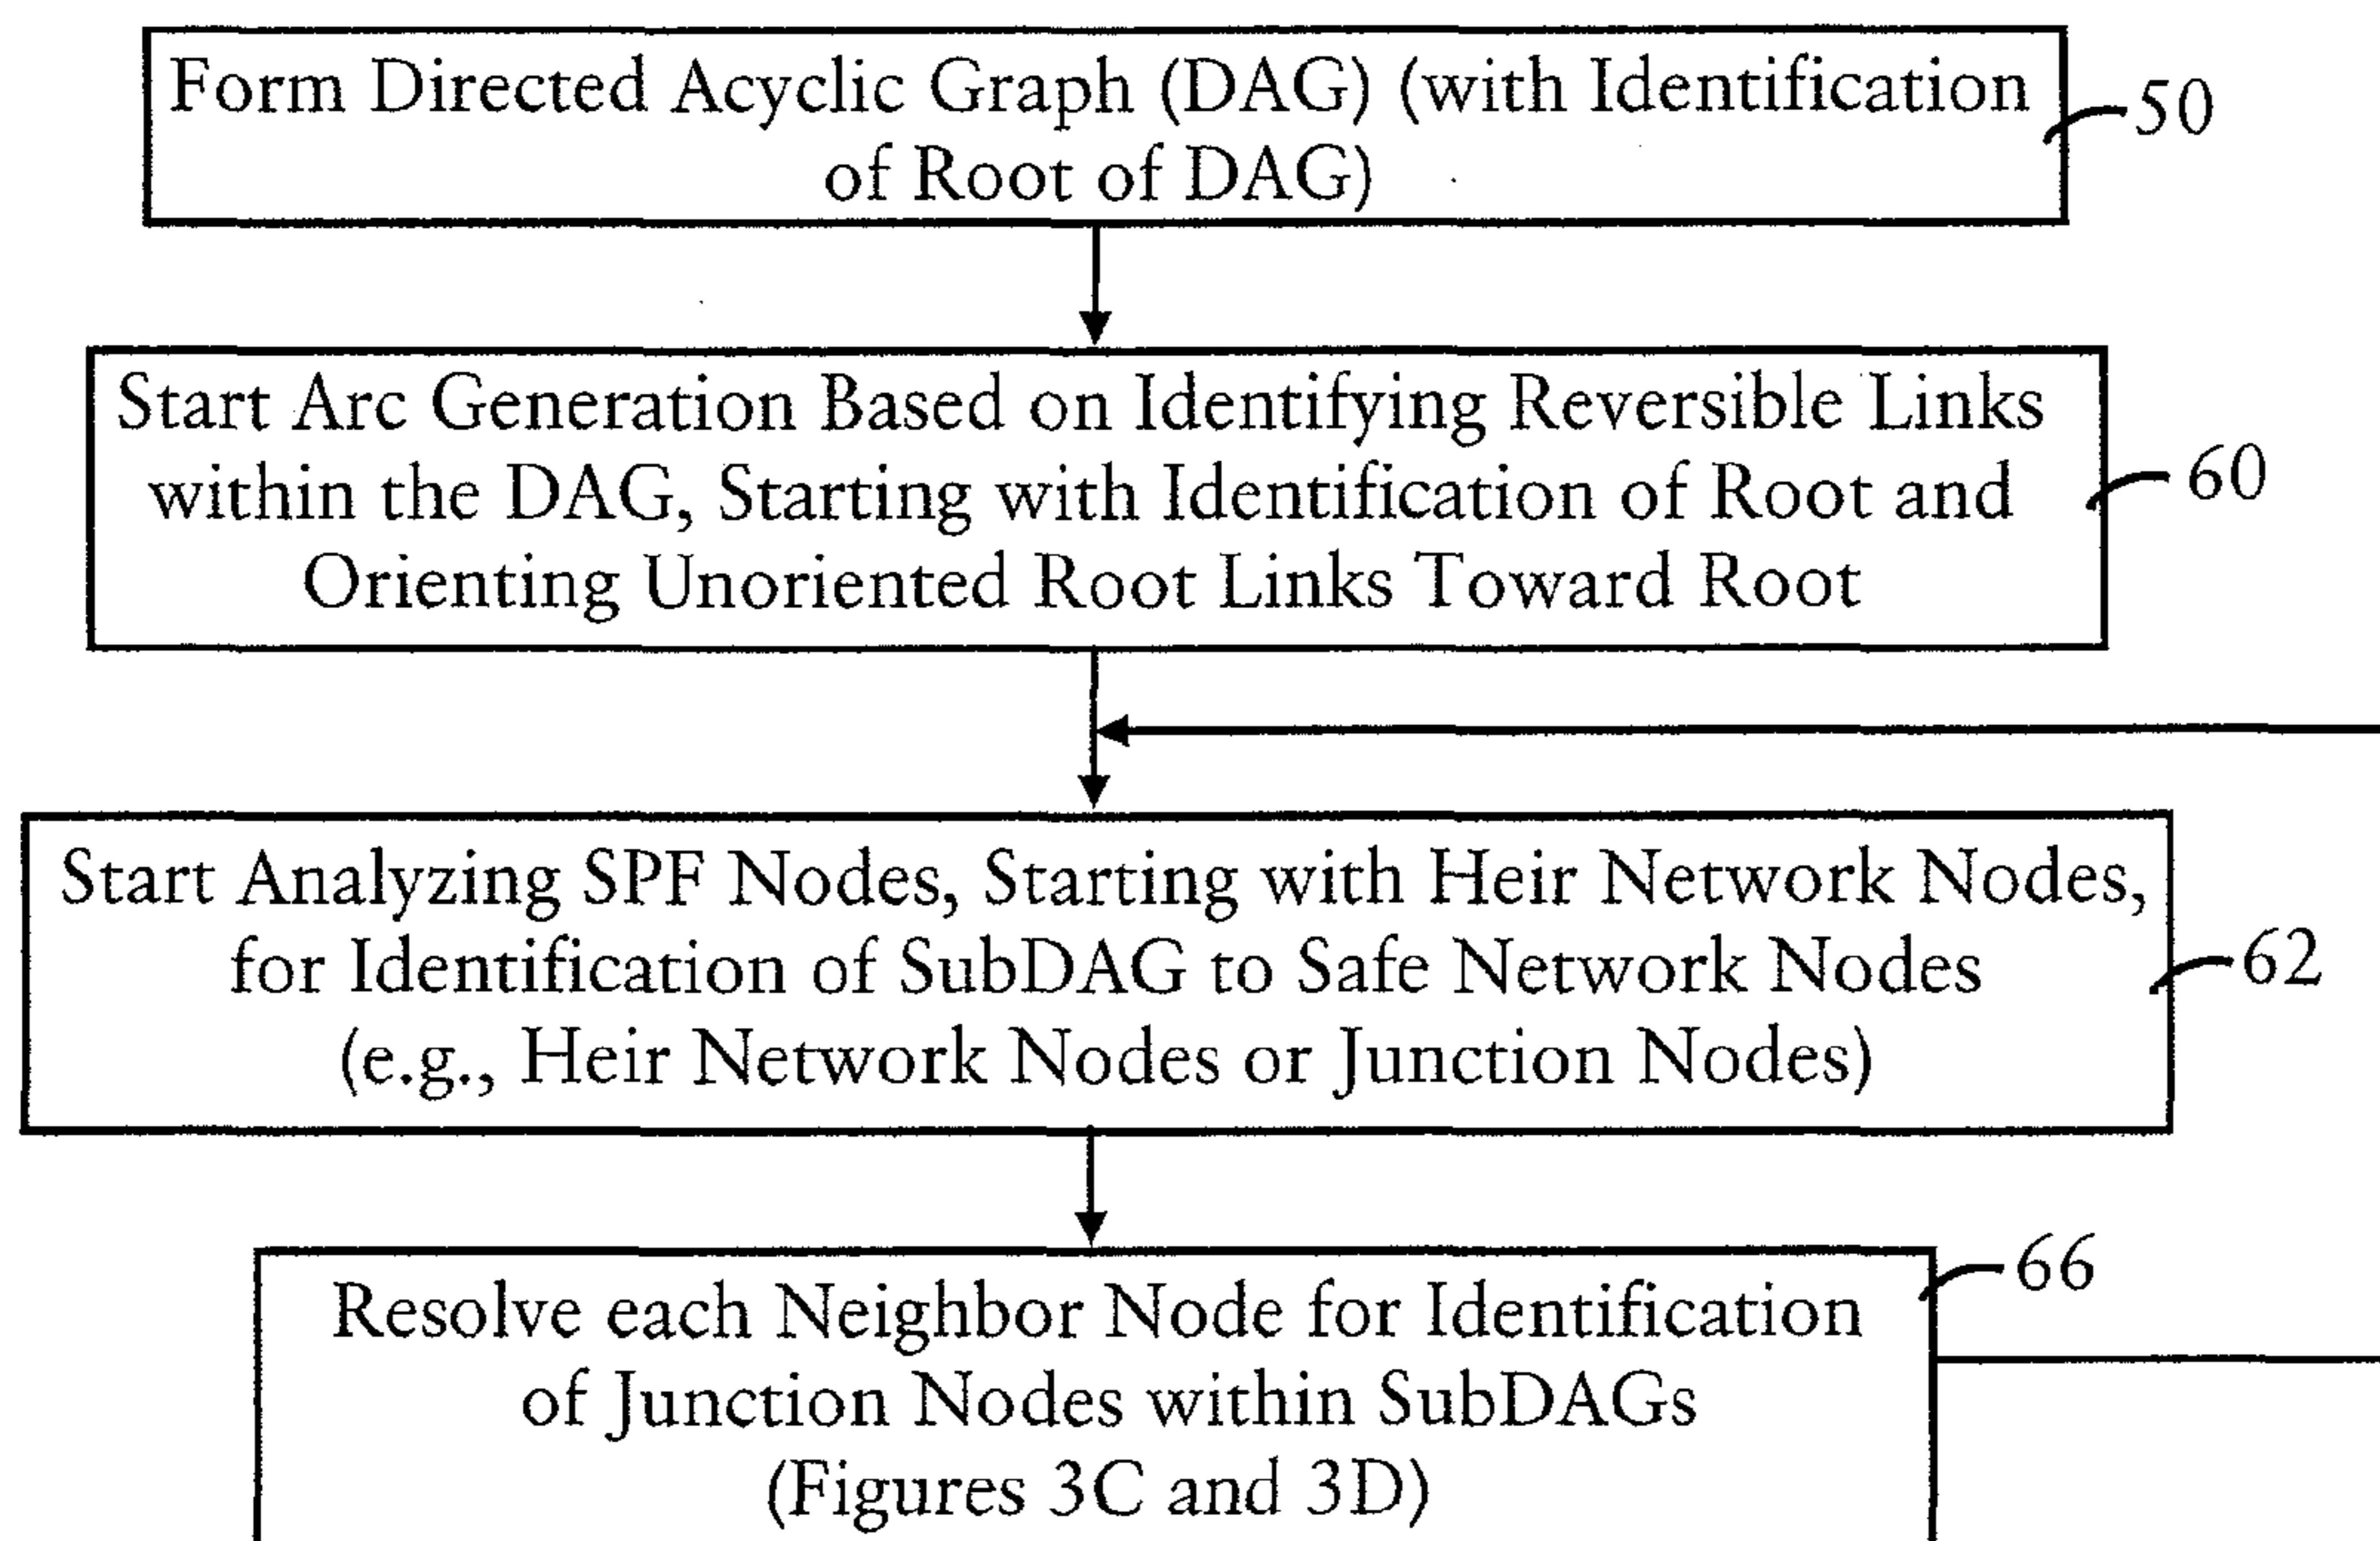 Form Directed Acyclic Graph (DAG) (with Identification
of Root of DAG)
50
Start Arc Generation Based on Identifying Reversible Links
within the DAG, Starting with Identification of Root and
Orienting Unoriented Root Links Toward Root
60
Start Analyzing SPF Nodes, Starting with Heir Network Nodes,
for Identification of SubDAG to Safe Network Nodes
(e.g., Heir Network Nodes or Junction Nodes)
62
Resolve each Neighbor Node for Identification
of Junction Nodes within SubDAGs
(Figures 3C and 3D)
66